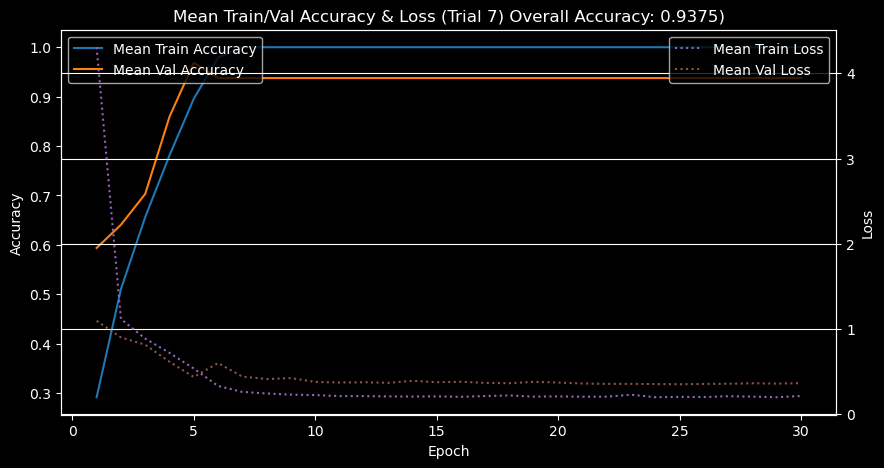 Mean Train/Val Accuracy & Loss (Trial 7) Overall Accuracy: 0.9375)
Mean Train Accuracy
Mean Val Accuracy
Mean Train Loss
Mean Val Loss
1.0
0.9
0.8
0.7
0.6
0.5
0.4
0.3
Accuracy
4
3
2
1
0
Loss
0 5 10 15 20 25 30
Epoch